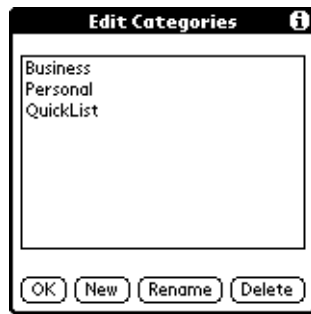 Edit Categories i
Business
Personal
QuickList
OK New Rename Delete